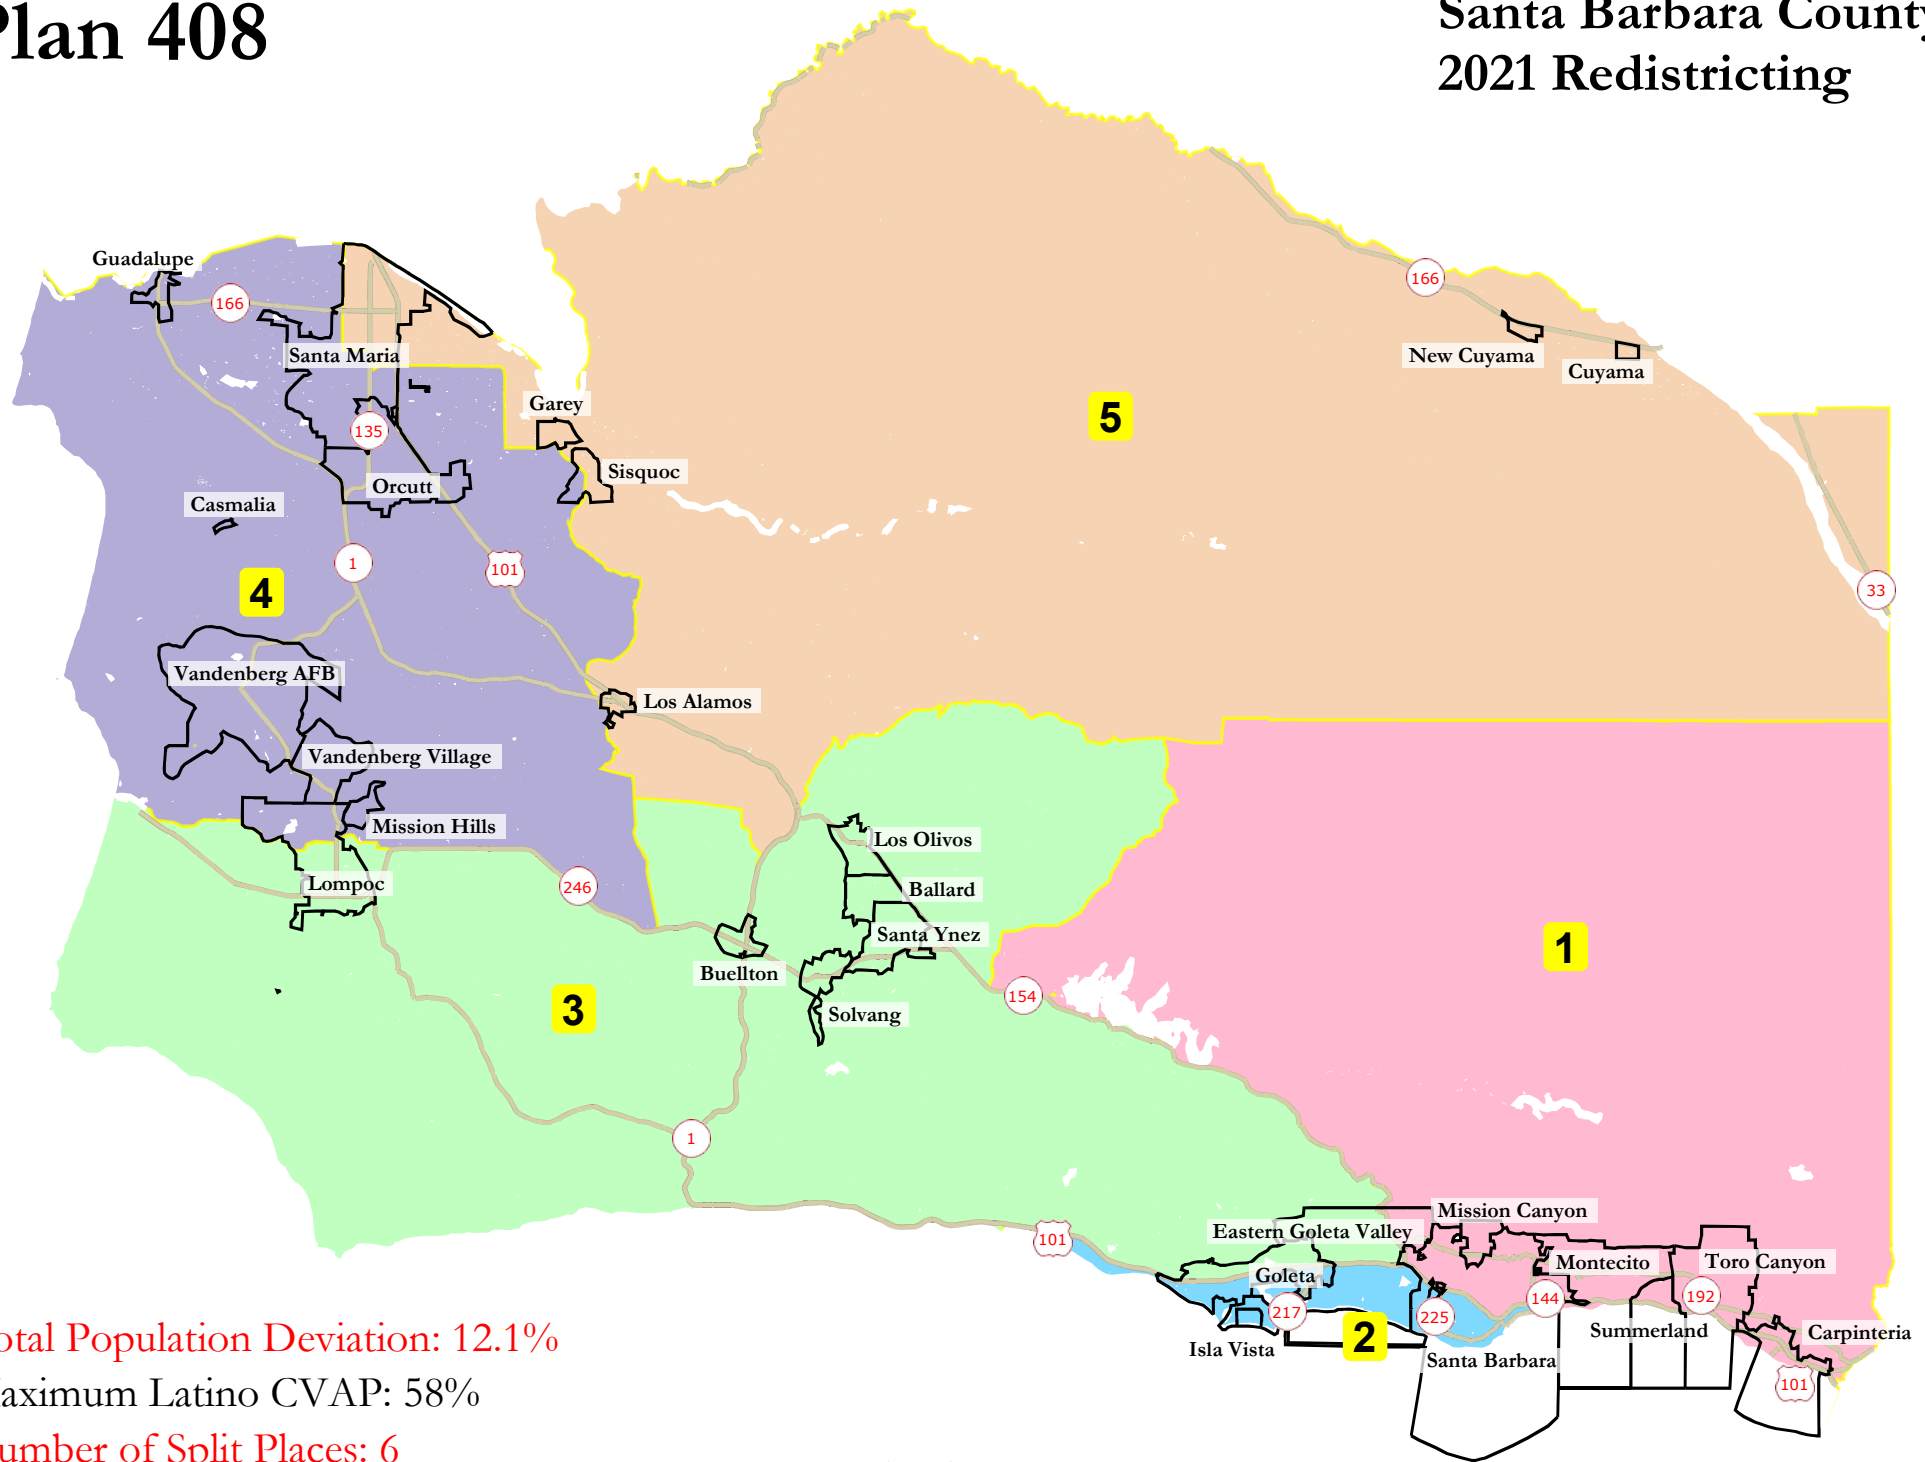 Plan 408
Santa Barbara County
2021 Redistricting
Guadalupe
166
166
Santa Maria
New Cuyama
Cuyama
Garey
5
135
Sisquoc
Orcutt
Casmalia
1
101
4
33
Vandenberg AFB
Los Alamos
Vandenberg Village
Mission Hills
Los Olivos
Lompoc
246
Ballard
Santa Ynez
1
Buellton
154
3
Solvang
1
Mission Canyon
Eastern Goleta Valley
101
Montecito
Toro Canyon
Goleta
217
144
192
225
2
Summerland
Carpinteria
Isla Vista
Santa Barbara
101
otal Population Deviation: 12.1%
aximum Latino CVAP: 58%
umber of Split Places: 6